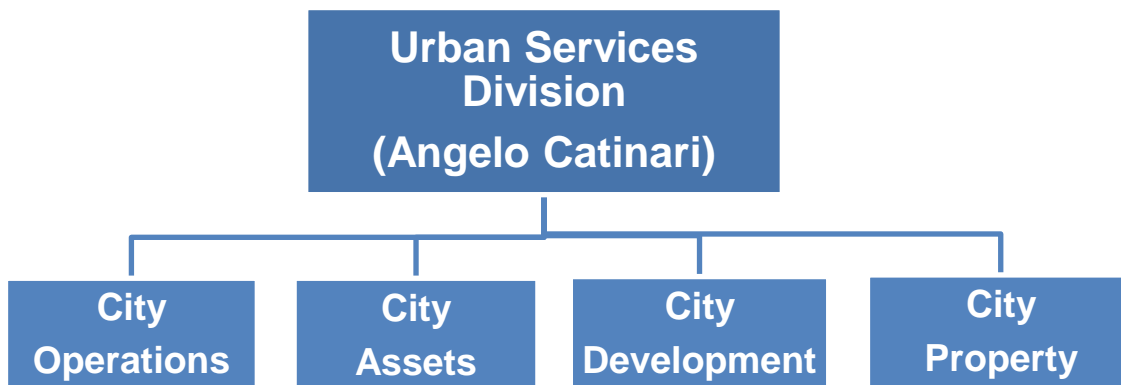 Urban Services
Division
(Angelo Catinari)
City
Operations
City
Assets
City
Development
City
Property